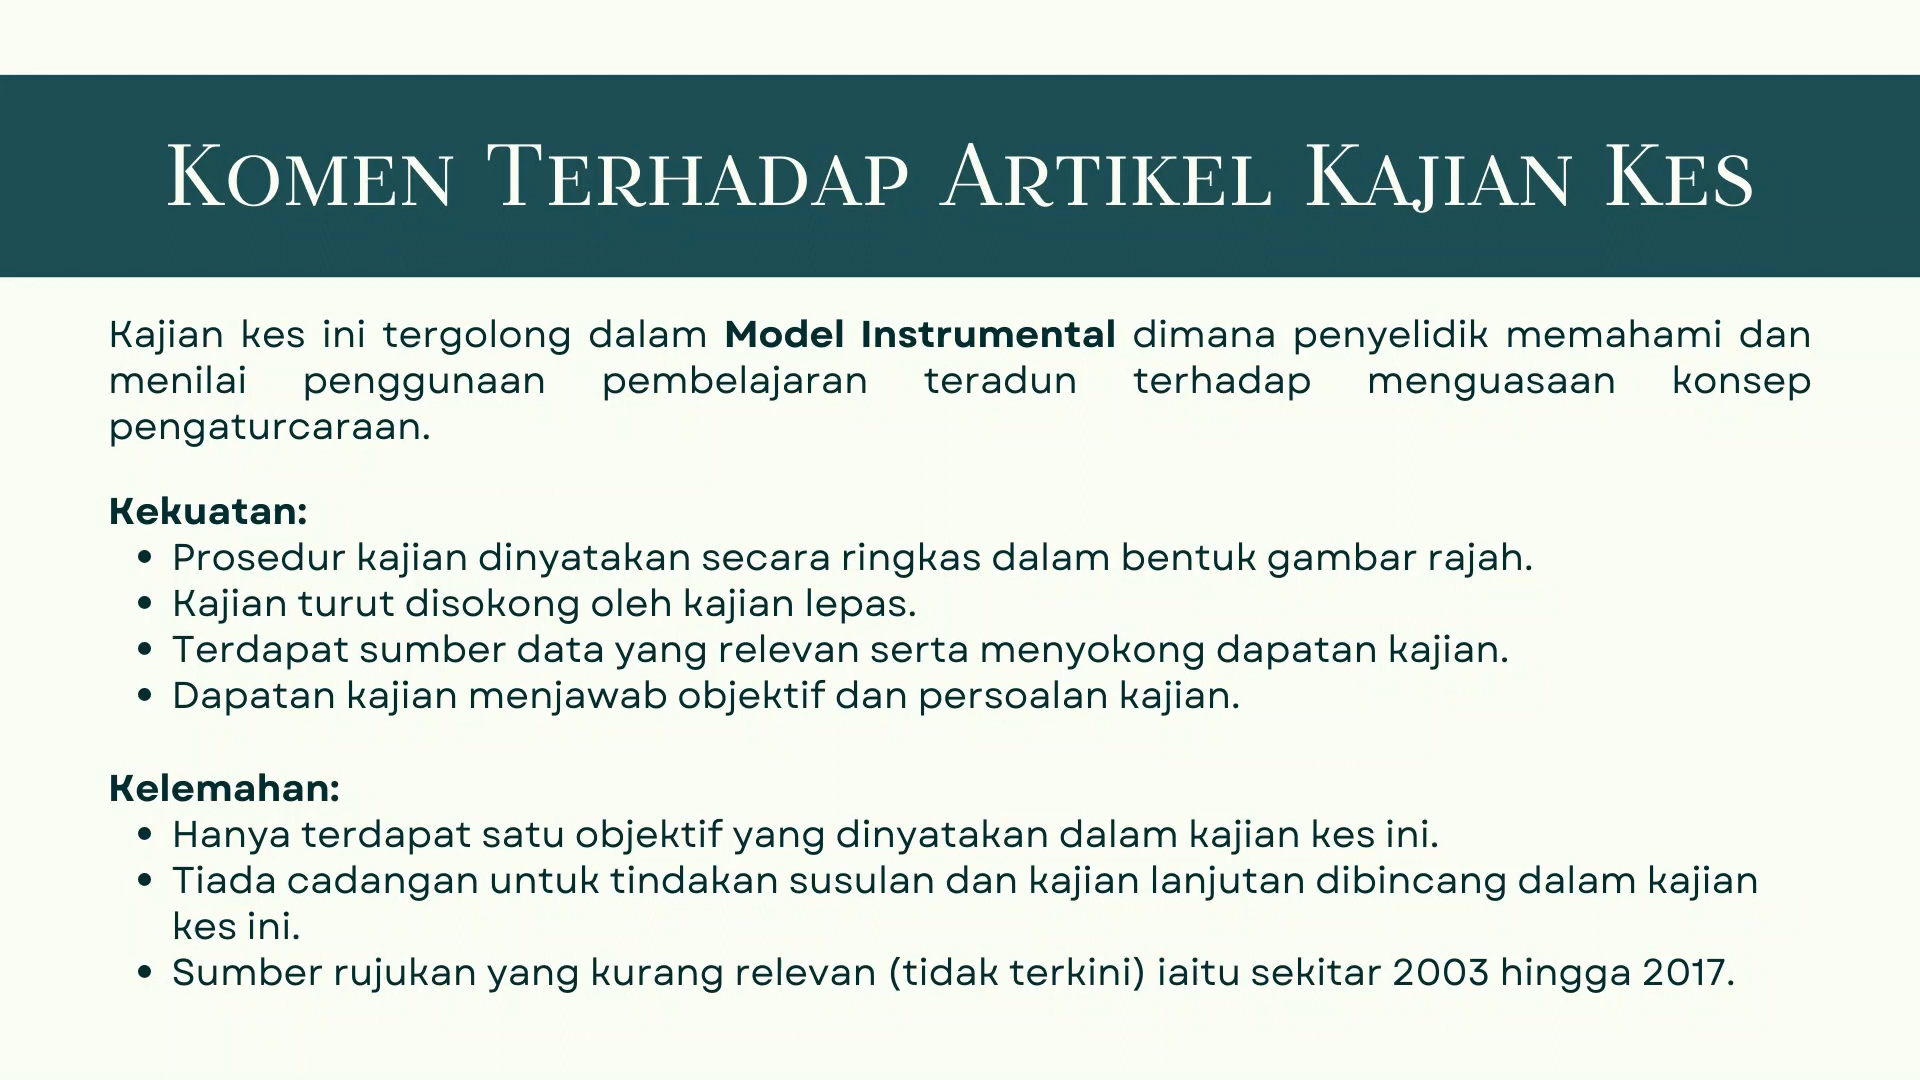 Komen Terhadap Artikel Kajian Kes
Kajian kes ini tergolong dalam Model Instrumental dimana penyelidik memahami dan
menilai penggunaan pembelajaran teradun terhadap menguasaan konsep
pengaturcaraan.
Kekuatan:
• Prosedur kajian dinyatakan secara ringkas dalam bentuk gambar rajah.
• Kajian turut disokong oleh kajian lepas.
• Terdapat sumber data yang relevan serta menyokong dapatan kajian.
• Dapatan kajian menjawab objektif dan persoalan kajian.
Kelemahan:
• Hanya terdapat satu objektif yang dinyatakan dalam kajian kes ini.
• Tiada cadangan untuk tindakan susulan dan kajian lanjutan dibincang dalam kajian
kes ini.
• Sumber rujukan yang kurang relevan (tidak terkini) iaitu sekitar 2003 hingga 2017.